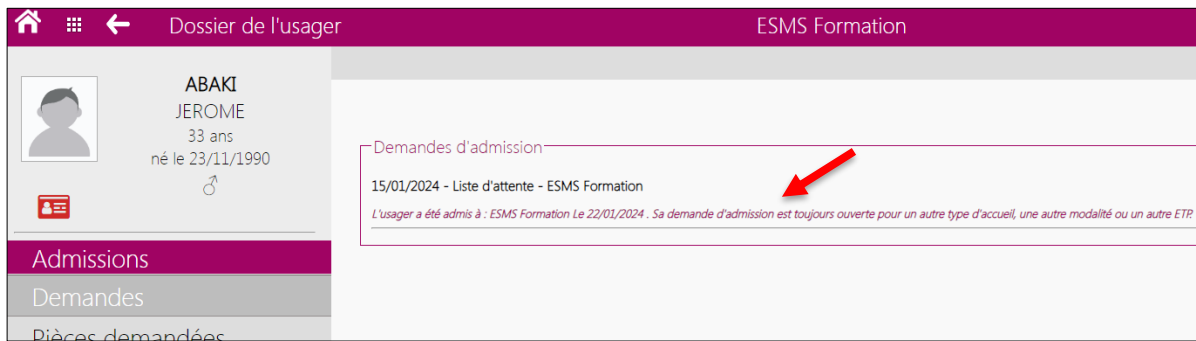 Dossier de l'usager
ESMS Formation
ABAKI
JEROME
33 ans
né le 23/11/1990
Demandes d'admission
15/01/2024 - Liste d'attente - ESMS Formation
L'usager a été admis à : ESMS Formation Le 22/01/2024 . Sa demande d'admission est toujours ouverte pour un autre type d'accueil, une autre modalité ou un autre ETP.
Admissions
Demandes
Pièces demandées